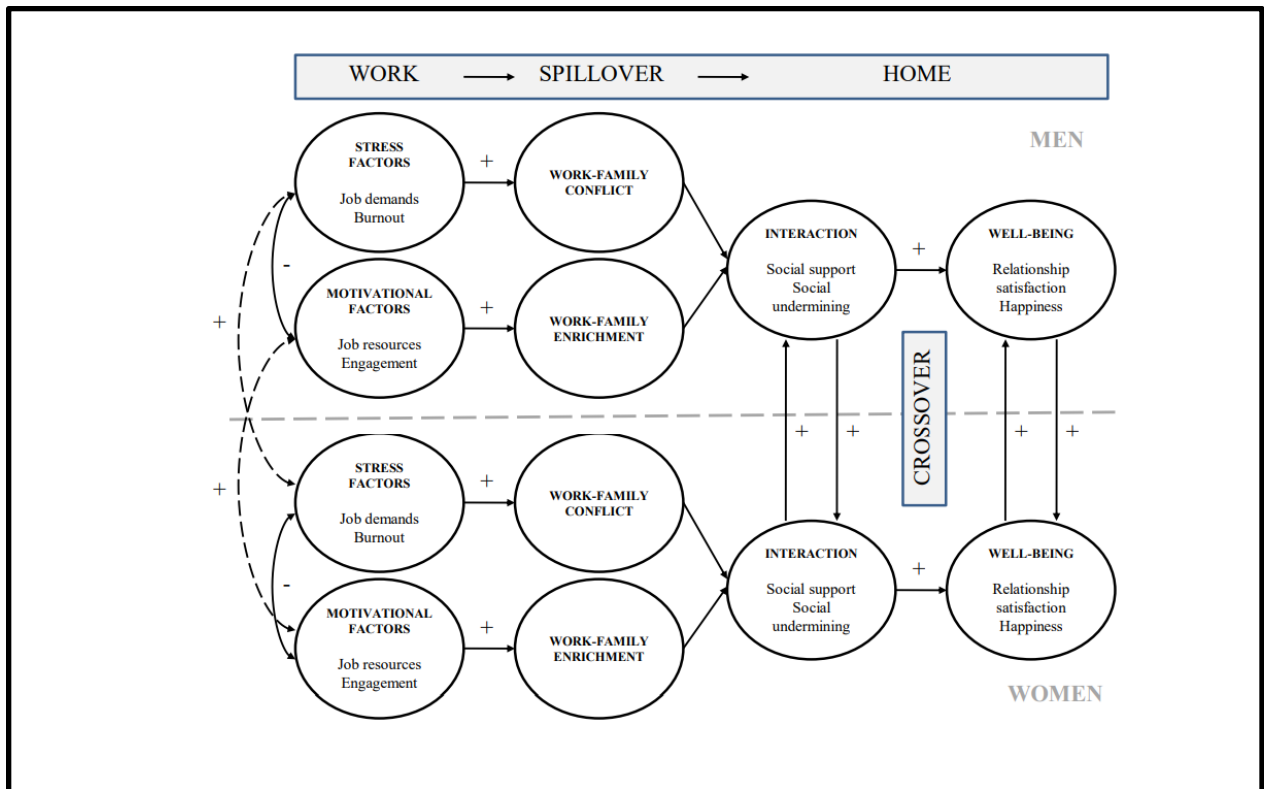 WORK → SPILLOVER → HOME
MEN
STRESS
FACTORS
Job demands
Burnout
+
WORK-FAMILY
CONFLICT
-
+
MOTIVATIONAL
FACTORS
Job resources
Engagement
+
WORK-FAMILY
ENRICHMENT
INTERACTION
Social support
Social
undermining
+
WELL-BEING
Relationship
satisfaction
Happiness
CROSSOVER
+
+
+
+
+
STRESS
FACTORS
Job demands
Burnout
+
WORK-FAMILY
CONFLICT
-
MOTIVATIONAL
FACTORS
Job resources
Engagement
+
WORK-FAMILY
ENRICHMENT
INTERACTION
Social support
Social
undermining
+
WELL-BEING
Relationship
satisfaction
Happiness
WOMEN